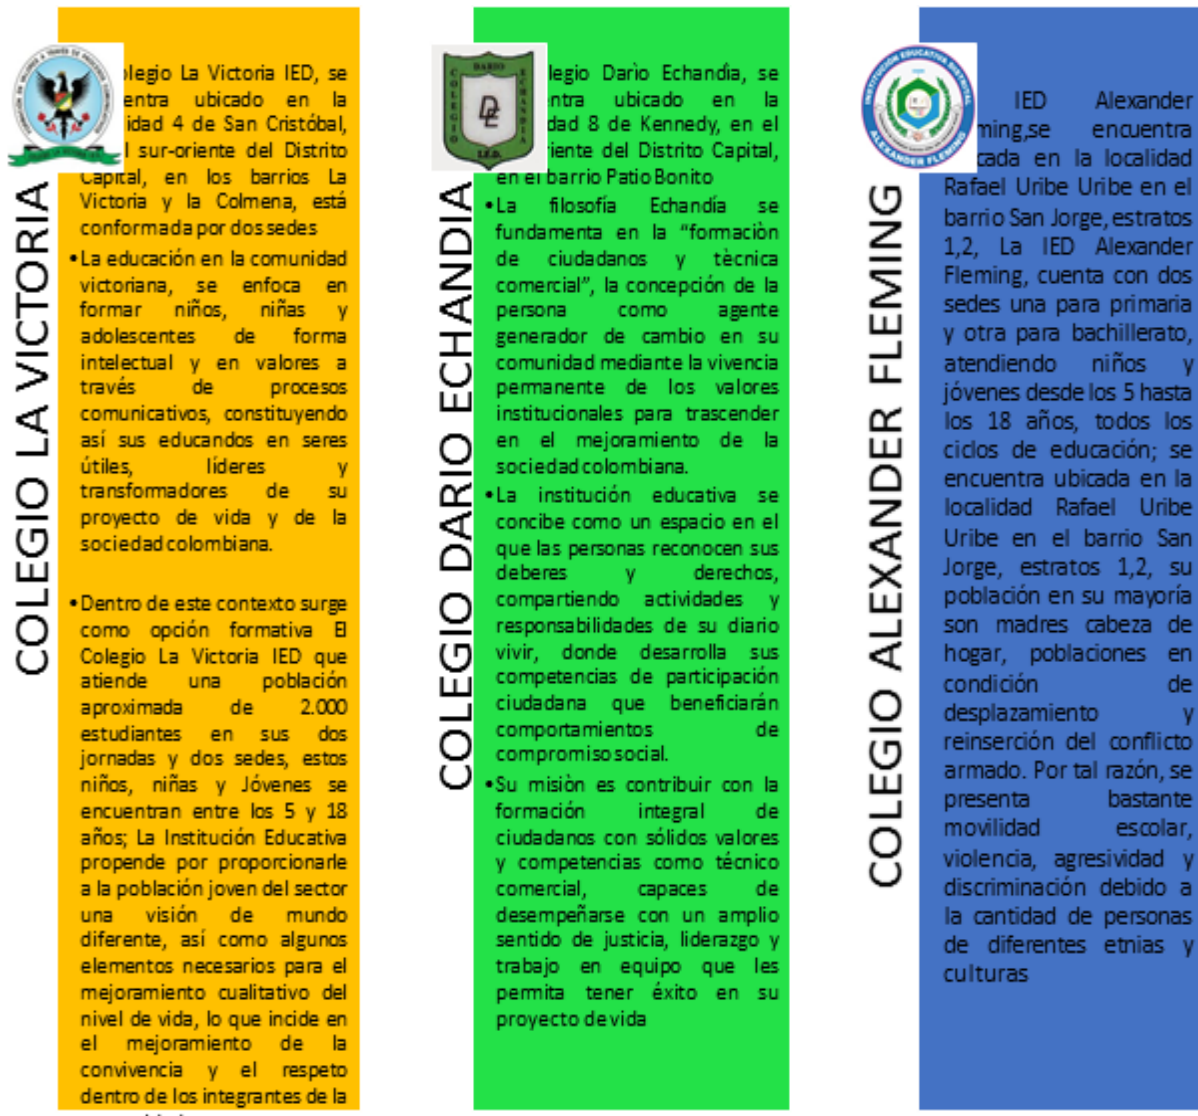 COLEGIO LA VICTORIA
olegio La Victoria IED, se
entra ubicado en la
idad 4 de San Cristóbal,
l sur-oriente del Distrito
Capital, en los barrios La
Victoria y la Colmena, está
conformada por dos sedes
•La educación en la comunidad
victoriana, se enfoca en
formar niños, niñas y
adolescentes de forma
intelectual y en valores a
través de procesos
comunicativos, constituyendo
así sus educandos en seres
útiles, líderes y
transformadores de su
proyecto de vida y de la
sociedad colombiana.
•Dentro de este contexto surge
como opción formativa El
Colegio La Victoria IED que
atiende una población
aproximada de 2.000
estudiantes en sus dos
jornadas y dos sedes, estos
niños, niñas y Jóvenes se
encuentran entre los 5 y 18
años; La Institución Educativa
propende por proporcionarle
a la población joven del sector
una visión de mundo
diferente, así como algunos
elementos necesarios para el
mejoramiento cualitativo del
nivel de vida, lo que incide en
el mejoramiento de la
convivencia y el respeto
dentro de los integrantes de la
COLEGIO DARIO ECHANDIA
DARIO
COLEGIO
ECHANDIA
DE
I.E.D.
legio Darìo Echandía, se
entra ubicado en la
dad 8 de Kennedy, en el
riente del Distrito Capital,
en el barrio Patio Bonito
•La filosofía Echandía se
fundamenta en la “formaciòn
de ciudadanos y tècnica
comercial”, la concepción de la
persona como agente
generador de cambio en su
comunidad mediante la vivencia
permanente de los valores
institucionales para trascender
en el mejoramiento de la
sociedad colombiana.
•La institución educativa se
concibe como un espacio en el
que las personas reconocen sus
deberes y derechos,
compartiendo actividades y
responsabilidades de su diario
vivir, donde desarrolla sus
competencias de participación
ciudadana que beneficiarán
comportamientos de
compromiso social.
•Su misiòn es contribuir con la
formación integral de
ciudadanos con sólidos valores
y competencias como técnico
comercial, capaces de
desempeñarse con un amplio
sentido de justicia, liderazgo y
trabajo en equipo que les
permita tener éxito en su
proyecto de vida
COLEGIO ALEXANDER FLEMING
INSTITUCIÓN EDUCATIVA DISTRITAL
ALEXANDER FLEMING
IED Alexander
ming,se encuentra
cada en la localidad
Rafael Uribe Uribe en el
barrio San Jorge, estratos
1,2, La IED Alexander
Fleming, cuenta con dos
sedes una para primaria
y otra para bachillerato,
atendiendo niños y
jóvenes desde los 5 hasta
los 18 años, todos los
ciclos de educación; se
encuentra ubicada en la
localidad Rafael Uribe
Uribe en el barrio San
Jorge, estratos 1,2, su
población en su mayoría
son madres cabeza de
hogar, poblaciones en
condición de
desplazamiento y
reinserción del conflicto
armado. Por tal razón, se
presenta bastante
movilidad escolar,
violencia, agresividad y
discriminación debido a
la cantidad de personas
de diferentes etnias y
culturas